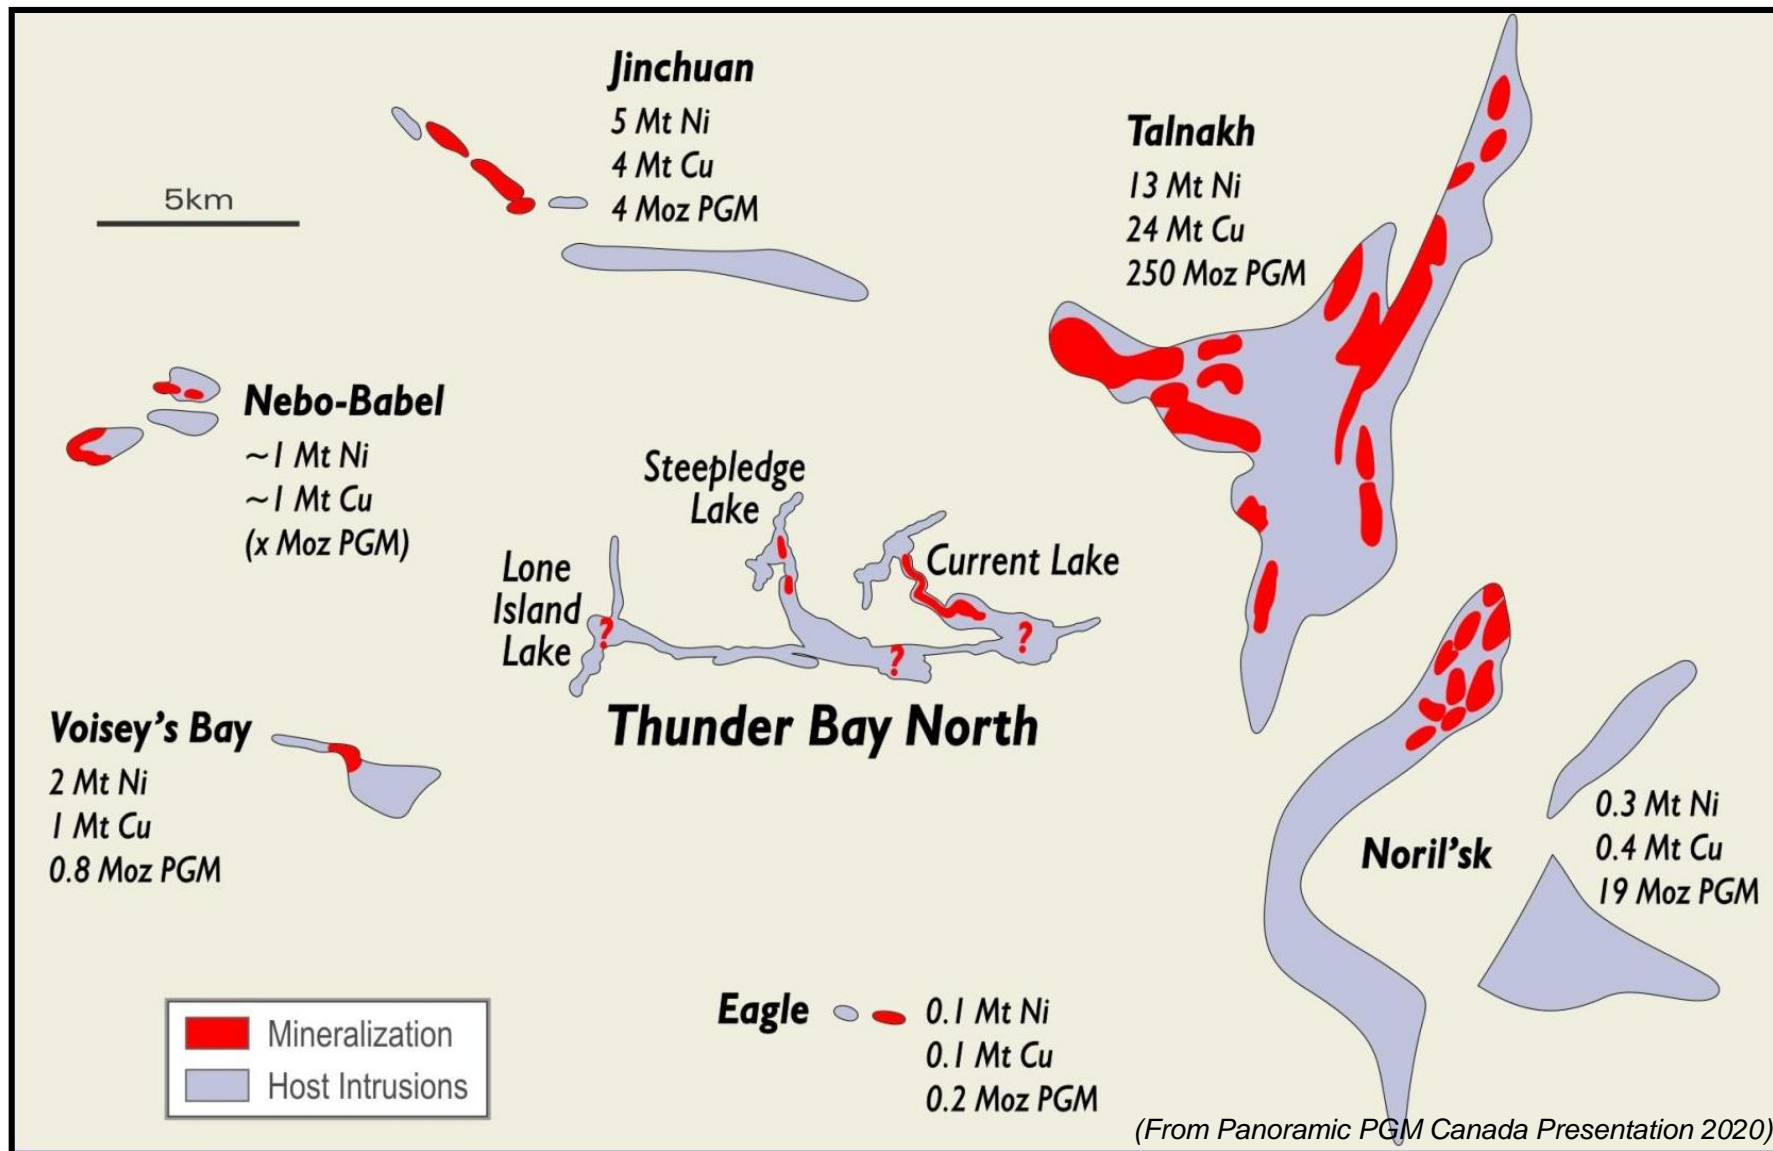 Jinchuan
5 Mt Ni
4 Mt Cu
4 Moz PGM
5km
Talnakh
13 Mt Ni
24 Mt Cu
250 Moz PGM
Nebo-Babel
~1 Mt Ni
~1 Mt Cu
(x Moz PGM)
Steepledge
Lake
Current Lake
Lone
Island
Lake
?
?
?
Thunder Bay North
Voisey's Bay
2 Mt Ni
1 Mt Cu
0.8 Moz PGM
Noril'sk
0.3 Mt Ni
0.4 Mt Cu
19 Moz PGM
Eagle
0.1 Mt Ni
0.1 Mt Cu
0.2 Moz PGM
Mineralization
Host Intrusions
(From Panoramic PGM Canada Presentation 2020)